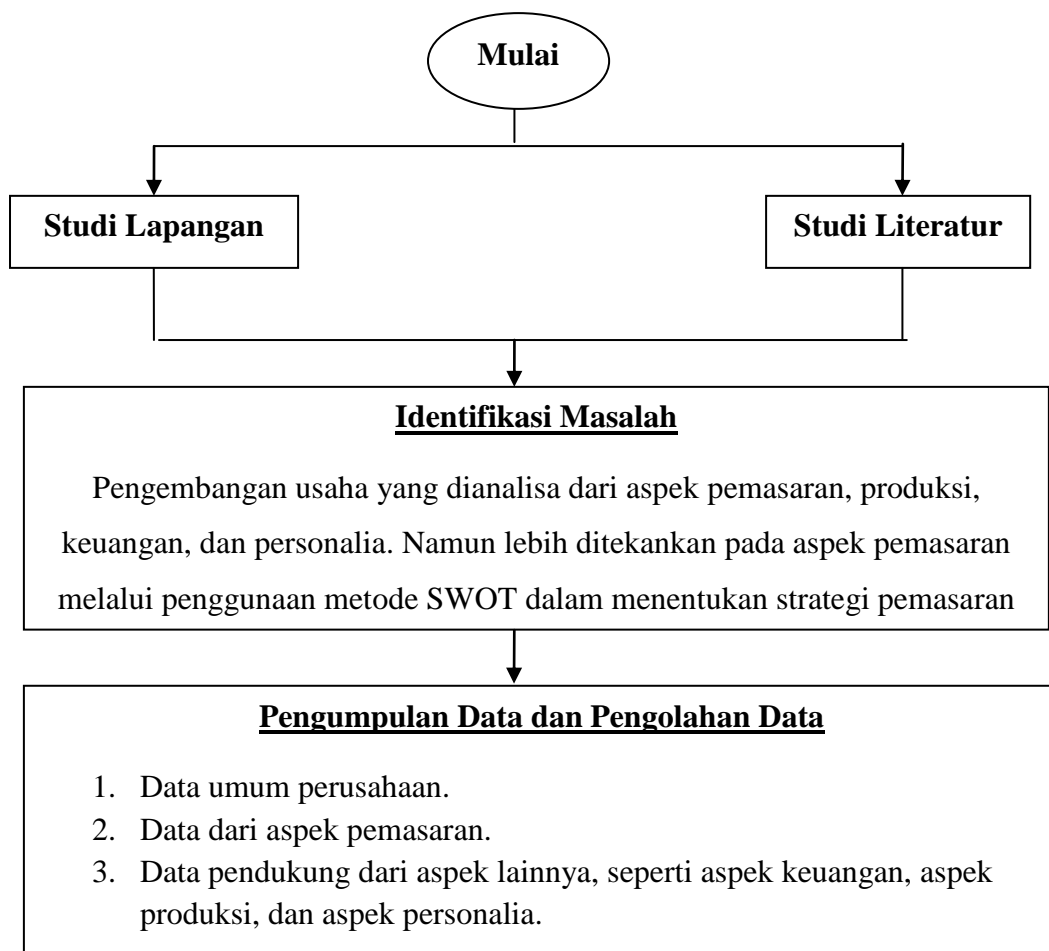 Mulai
Studi Lapangan
Studi Literatur
Identifikasi Masalah
Pengembangan usaha yang dianalisa dari aspek pemasaran, produksi,
keuangan, dan personalia. Namun lebih ditekankan pada aspek pemasaran
melalui penggunaan metode SWOT dalam menentukan strategi pemasaran
Pengumpulan Data dan Pengolahan Data
1. Data umum perusahaan.
2. Data dari aspek pemasaran.
3. Data pendukung dari aspek lainnya, seperti aspek keuangan, aspek
produksi, dan aspek personalia.